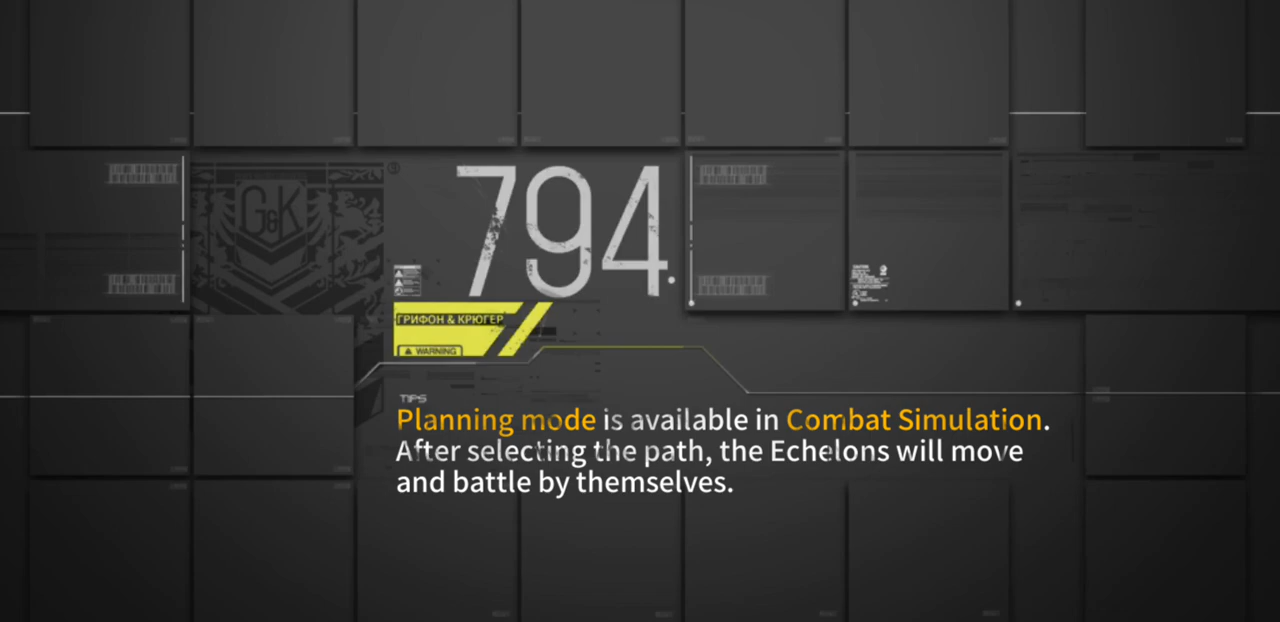 G&K
794.
ГРИФОН & КРЮГЕР
WARNING
TIPS
Planning mode is available in Combat Simulation.
After selecting the path, the Echelons will move
and battle by themselves.